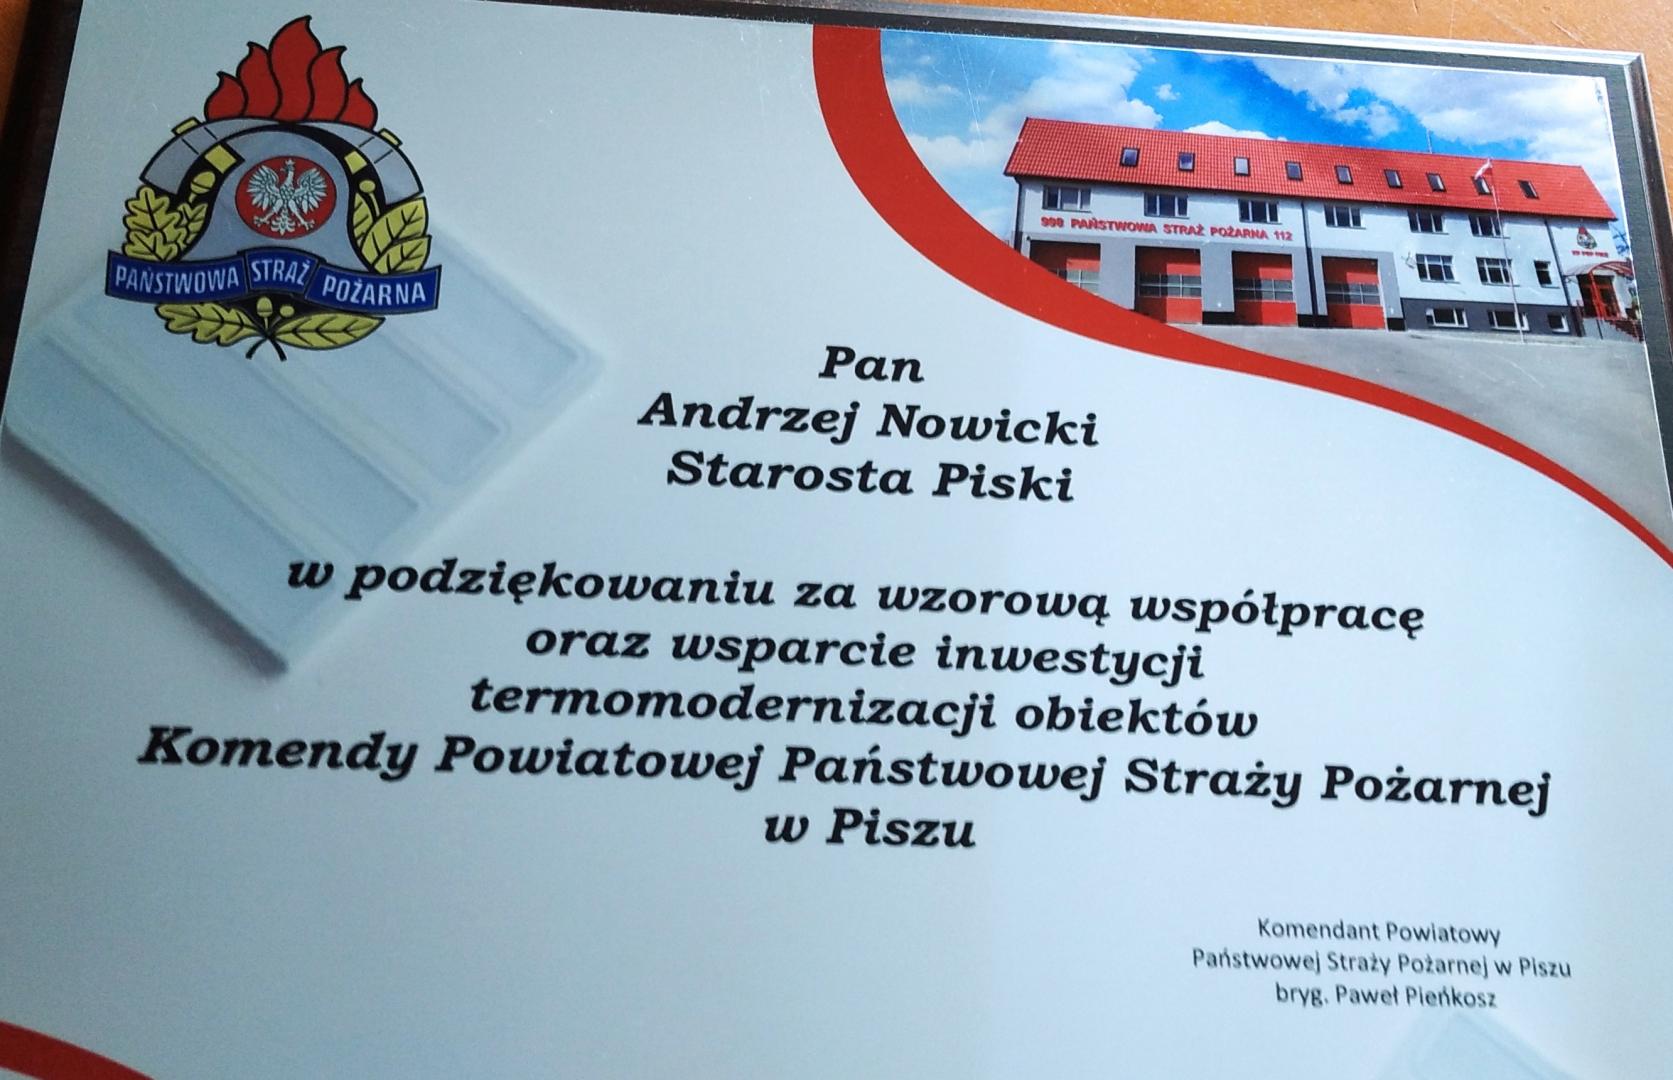 PAŃSTWOWA STRAŻ POŻARNA
998 PAŃSTWOWA STRAŻ POŻARNA 112
Pan
Andrzej Nowicki
Starosta Piski
w podziękowaniu za wzorową współpracę
oraz wsparcie inwestycji
termomodernizacji obiektów
Komendy Powiatowej Państwowej Straży Pożarnej
w Piszu
Komendant Powiatowy
Państwowej Straży Pożarnej w Piszu
bryg. Paweł Pieńkosz